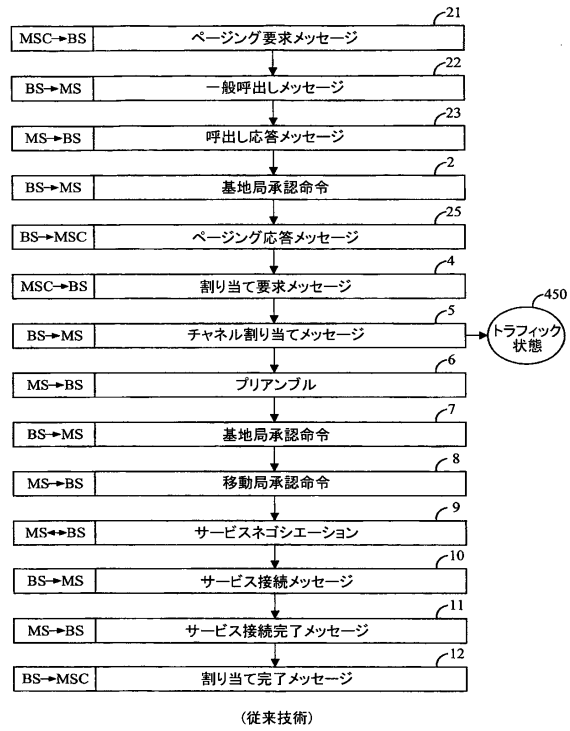 21
MSC→BS ページング要求メッセージ
22
BS→MS 一般呼出しメッセージ
23
MS→BS 呼出し応答メッセージ
2
BS→MS 基地局承認命令
25
BS→MSC ページング応答メッセージ
4
MSC→BS 割り当て要求メッセージ
450
5
BS→MS チャネル割り当てメッセージ
トラフィック
状態
6
MS→BS プリアンブル
7
BS→MS 基地局承認命令
8
MS→BS 移動局承認命令
9
MS↔BS サービスネゴシエーション
10
BS→MS サービス接続メッセージ
11
MS→BS サービス接続完了メッセージ
12
BS→MSC 割り当て完了メッセージ
(従来技術)